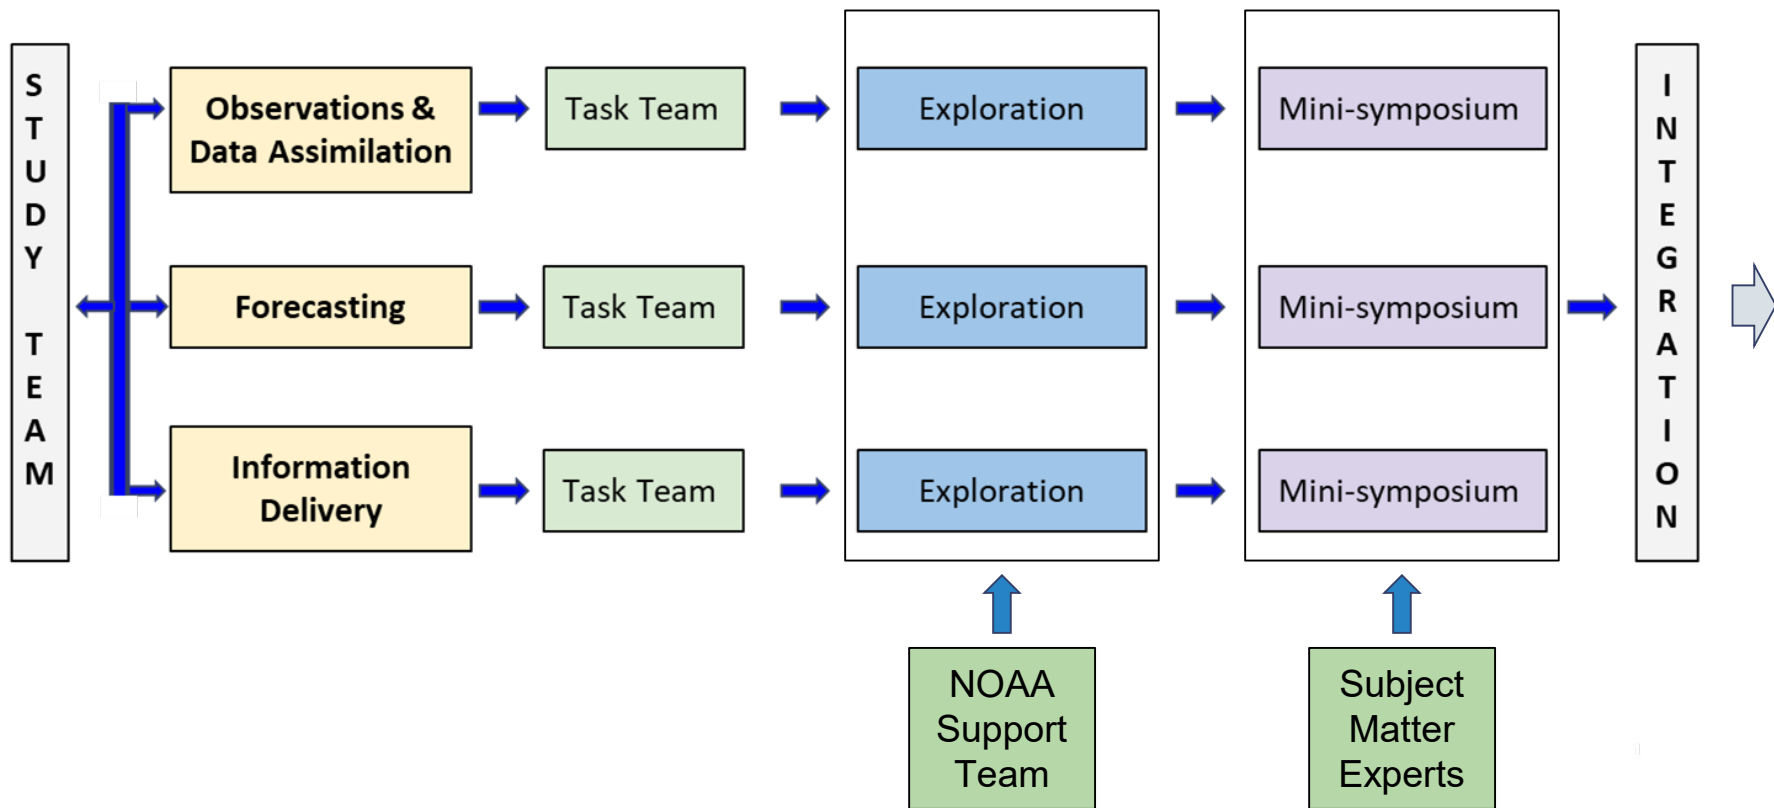 STUDY TEAM
Observations &
Data Assimilation
Task Team
Exploration
Mini-symposium
Forecasting
Task Team
Exploration
Mini-symposium
Information
Delivery
Task Team
Exploration
Mini-symposium
INTEGRATION
NOAA
Support
Team
Subject
Matter
Experts